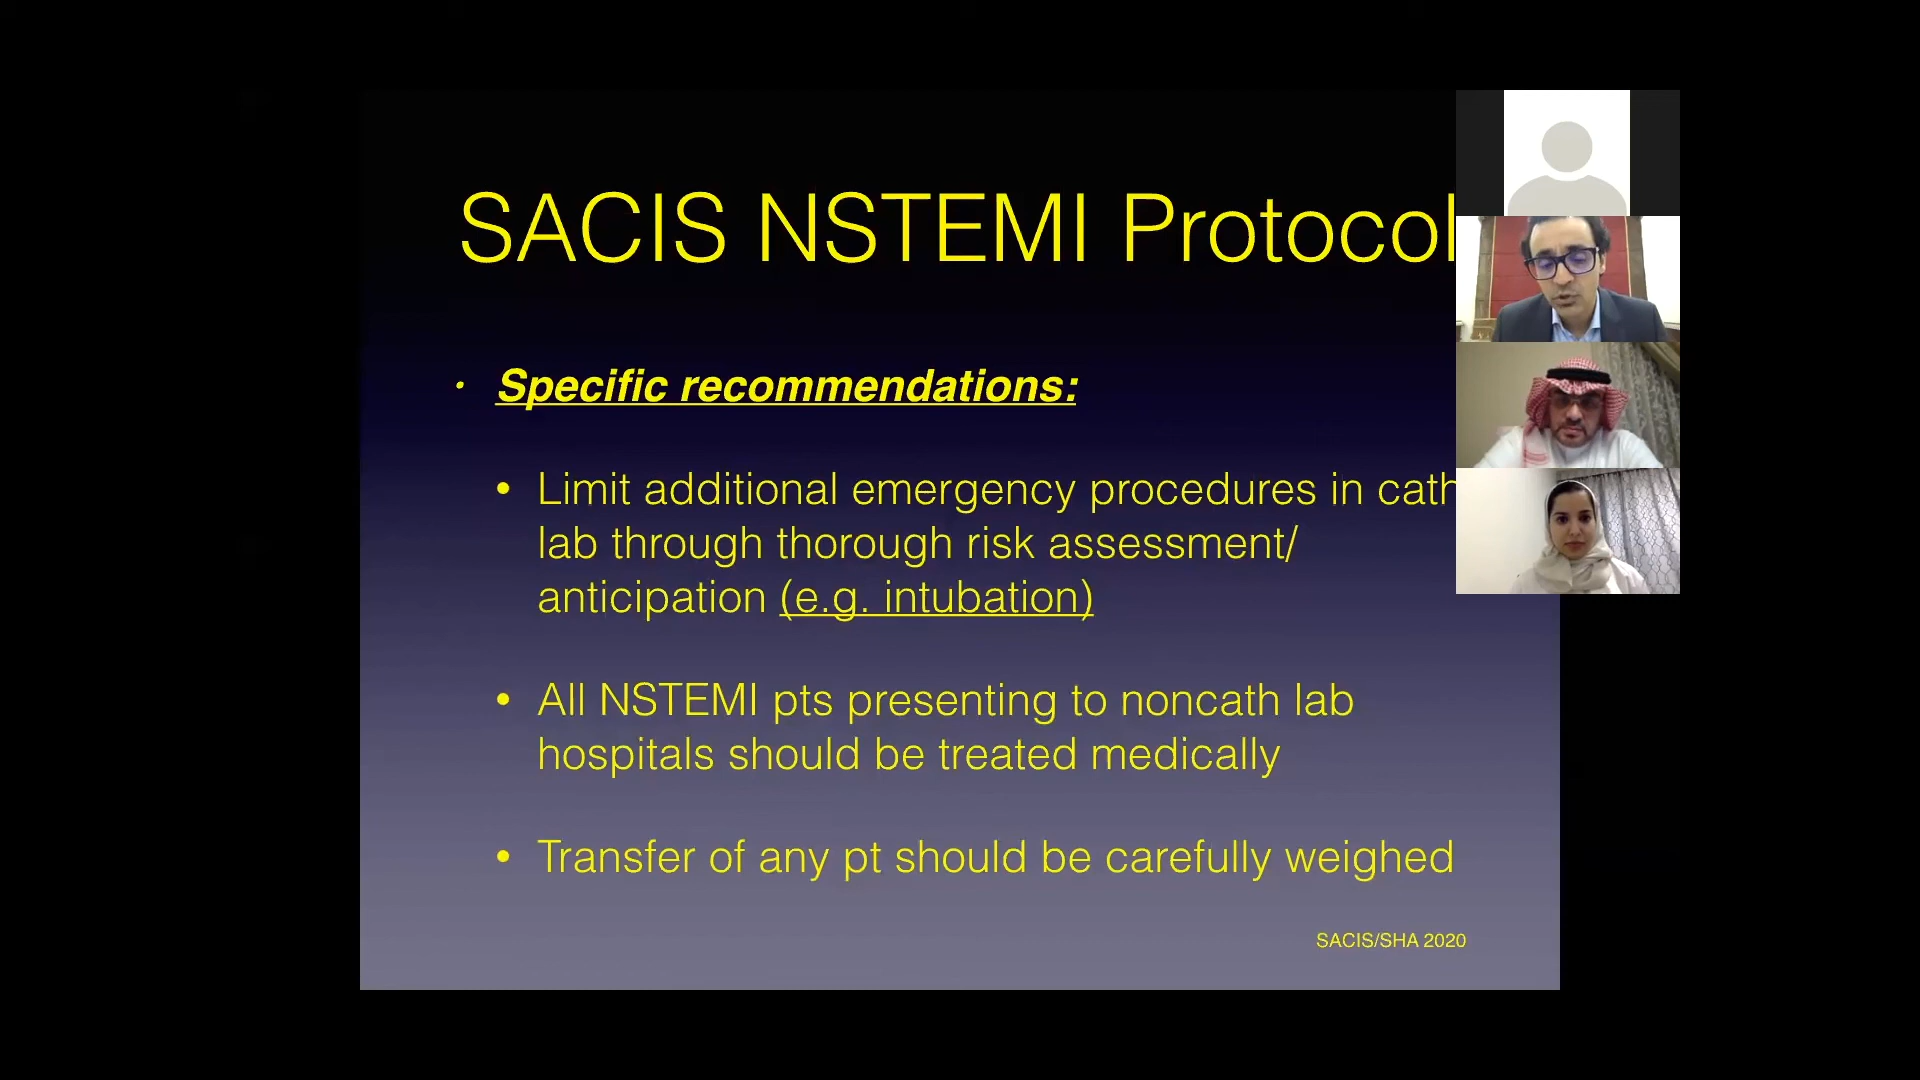 SACIS NSTEMI Protocol
• Specific recommendations:
• Limit additional emergency procedures in cath
lab through thorough risk assessment/
anticipation (e.g. intubation)
• All NSTEMI pts presenting to noncath lab
hospitals should be treated medically
• Transfer of any pt should be carefully weighed
SACIS/SHA 2020